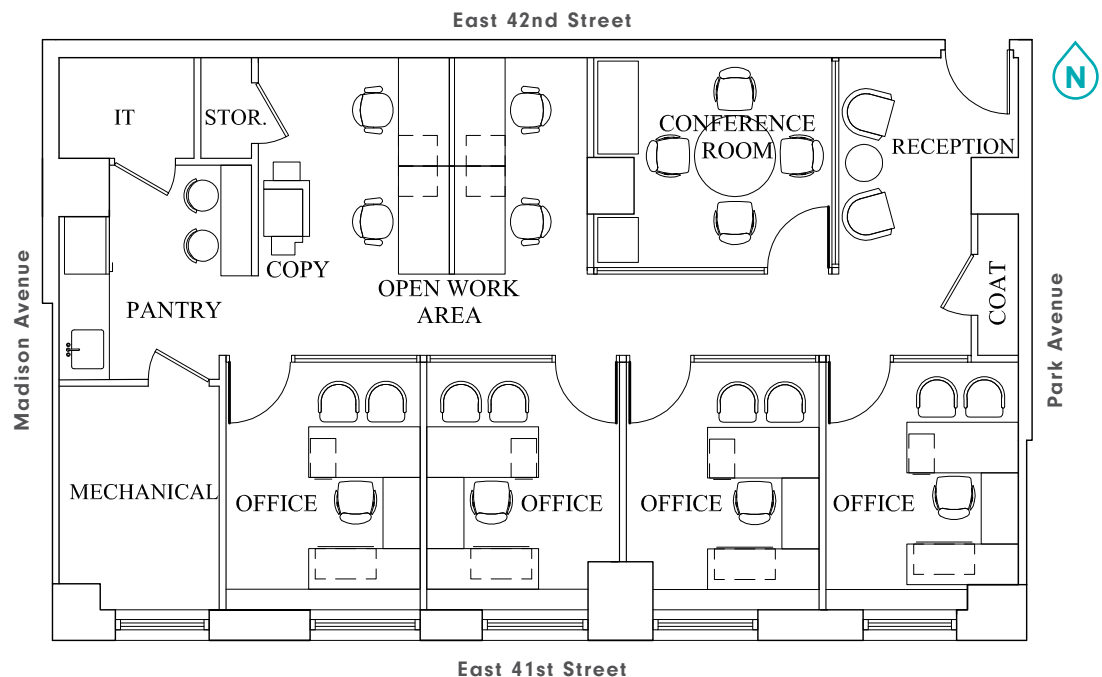 East 42nd Street
N
IT
STOR.
CONFERENCE
ROOM
RECEPTION
COPY
OPEN WORK
AREA
PANTRY
COAT
Madison Avenue
Park Avenue
MECHANICAL
OFFICE
OFFICE
OFFICE
OFFICE
East 41st Street